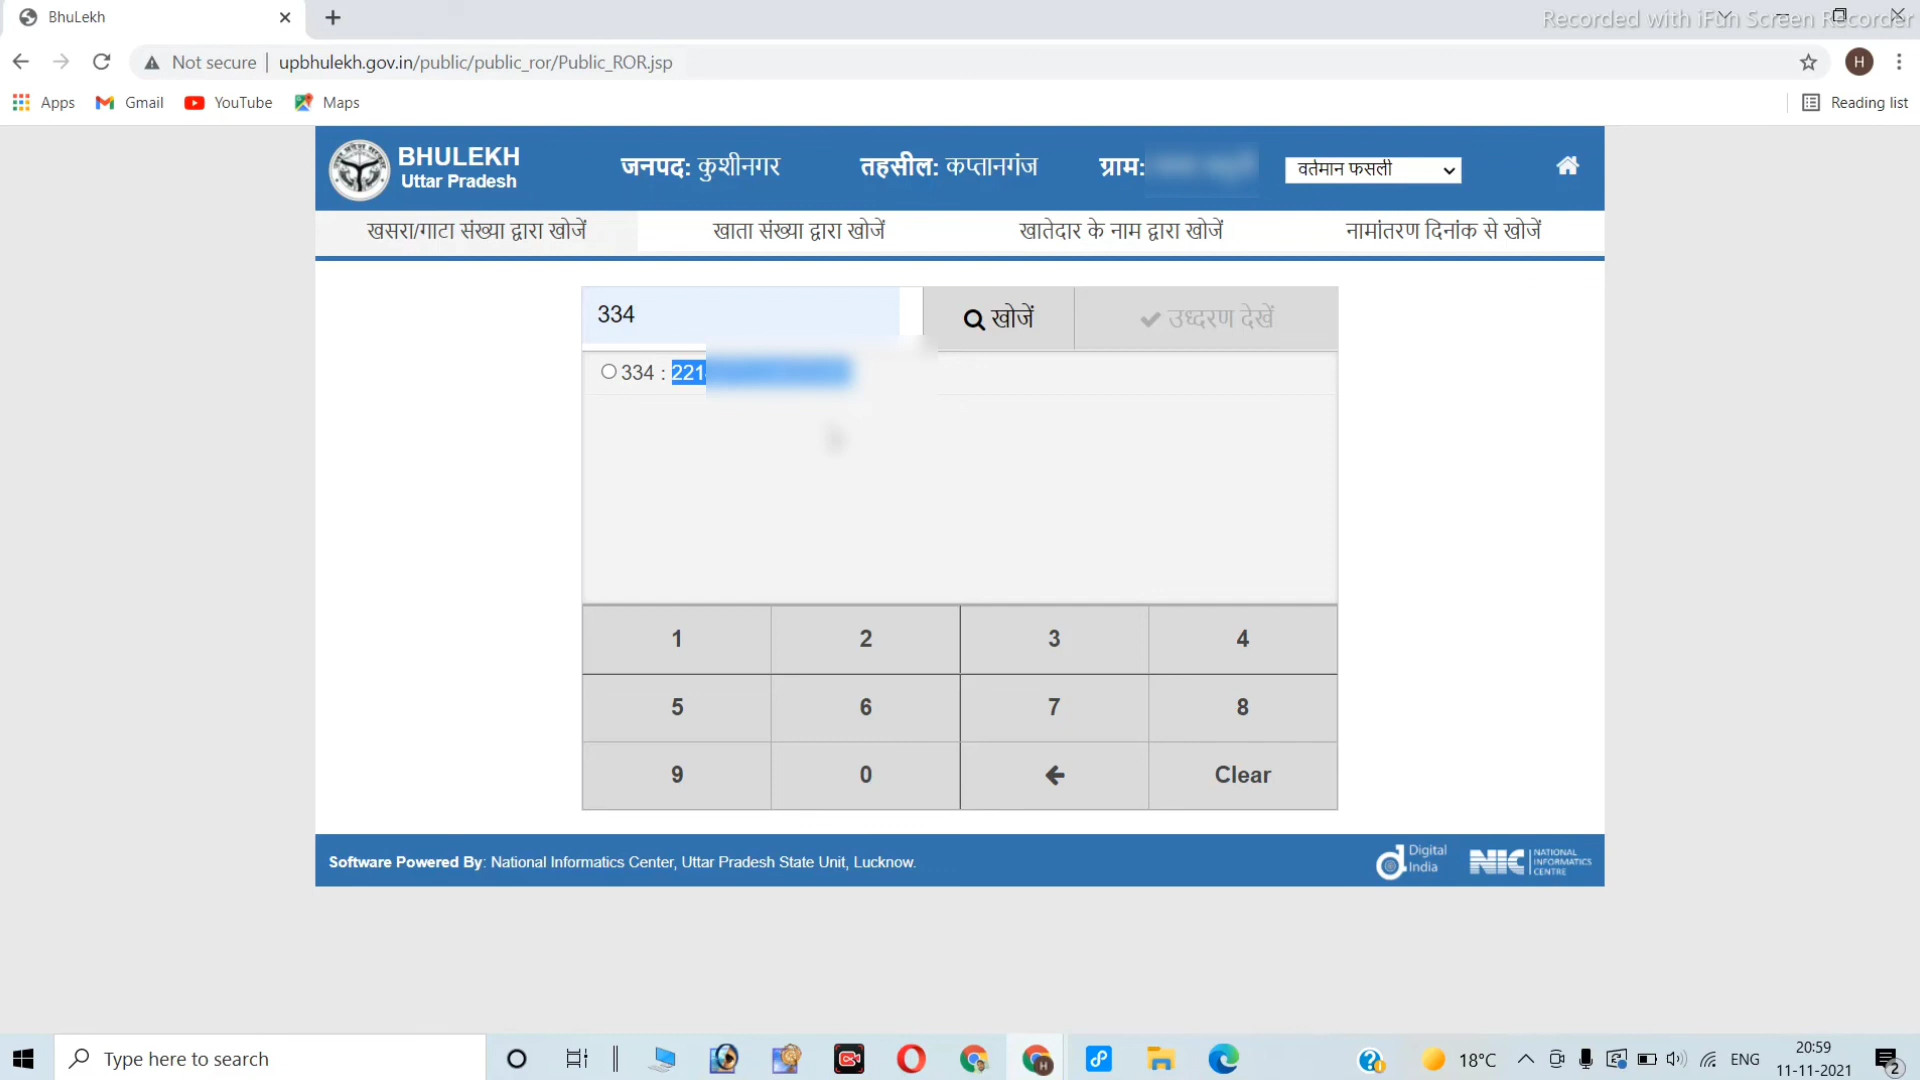 BhuLekh
Recorded with iFun Screen Recorder
Not secure
upbhulekh.gov.in/public/public_ror/Public_ROR.jsp
H
Apps
Gmail
YouTube
Maps
Reading list
BHULEKH
Uttar Pradesh
जनपद: कुशीनगर
तहसील: कप्तानगंज
ग्राम:
वर्तमान फसली
खसरा/गाटा संख्या द्वारा खोजें
खाता संख्या द्वारा खोजें
खातेदार के नाम द्वारा खोजें
नामांतरण दिनांक से खोजें
334
खोजें
उध्दरण देखें
334 : 221
1
2
3
4
5
6
7
8
9
0
Clear
Software Powered By: National Informatics Center, Uttar Pradesh State Unit, Lucknow.
Digital India
NIC NATIONAL INFORMATICS CENTRE
Type here to search
18°C
ENG
20:59
11-11-2021
2